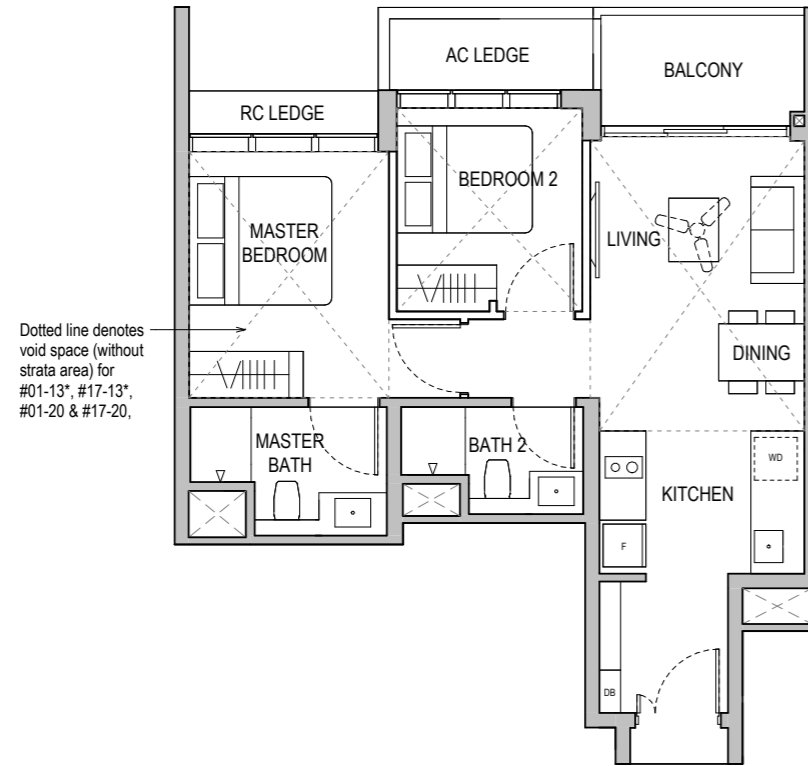 AC LEDGE
BALCONY
RC LEDGE
BEDROOM 2
MASTER
BEDROOM
LIVING
Dotted line denotes
void space (without
strata area) for
#01-13*, #17-13*,
#01-20 & #17-20,
DINING
MASTER
BATH
BATH 2
WD
KITCHEN
F
DB